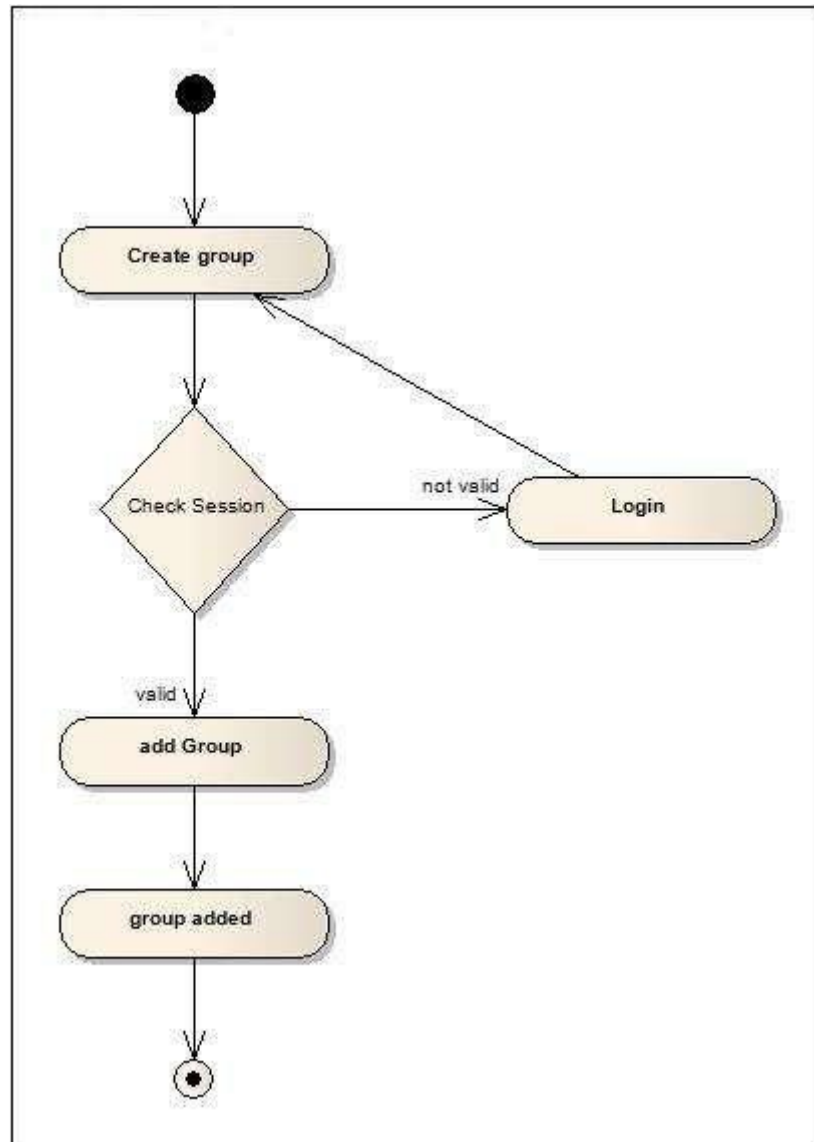 Create group
Check Session
not valid
Login
valid
add Group
group added